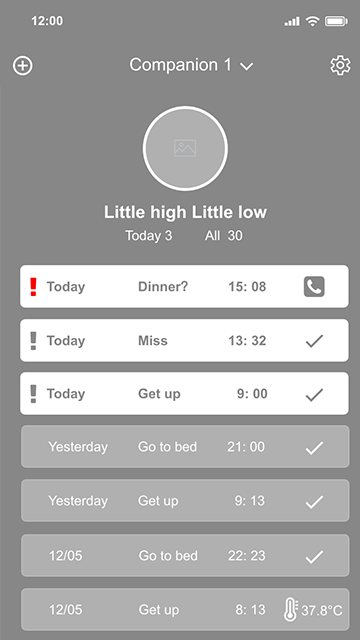 12:00
Companion 1
Little high Little low
Today 3 All 30
Today Dinner? 15: 08
Today Miss 13: 32
Today Get up 9: 00
Yesterday Go to bed 21: 00
Yesterday Get up 9: 13
12/05 Go to bed 22: 23
12/05 Get up 8: 13 37.8°C